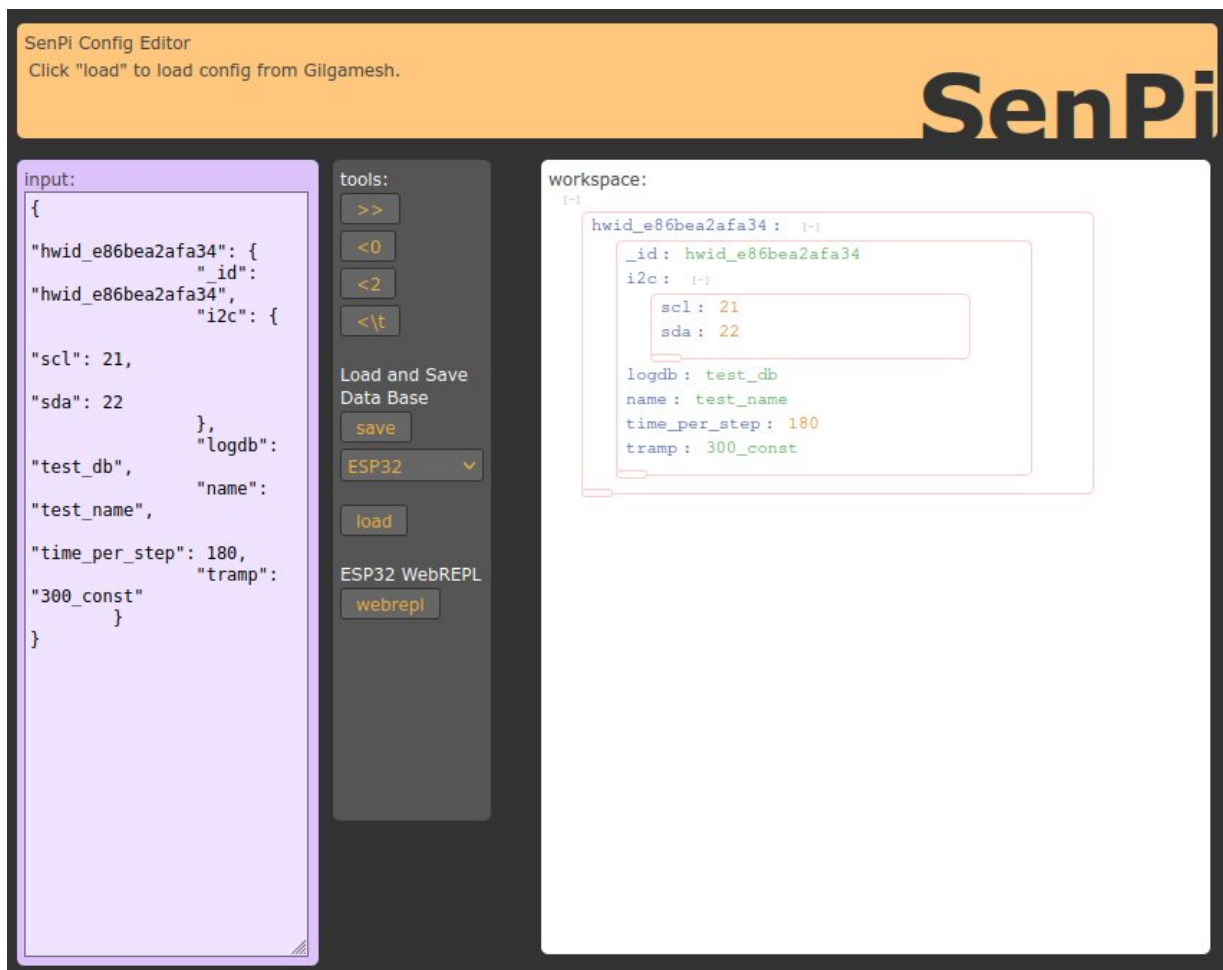 SenPi Config Editor
Click "load" to load config from Gilgamesh.
SenPi
input:
{
"hwid_e86bea2afa34": {
"_id":
"hwid_e86bea2afa34",
"i2c": {
"scl": 21,
"sda": 22
},
"logdb":
"test_db",
"name":
"test_name",
"time_per_step": 180,
"tramp":
"300_const"
}
}
tools:
>>
<0
<2
<\t
Load and Save
Data Base
save
ESP32
load
ESP32 WebREPL
webrepl
workspace:
[-]
hwid_e86bea2afa34 : [-]
_id : hwid_e86bea2afa34
i2c : [-]
scl : 21
sda : 22
logdb : test_db
name : test_name
time_per_step : 180
tramp : 300_const